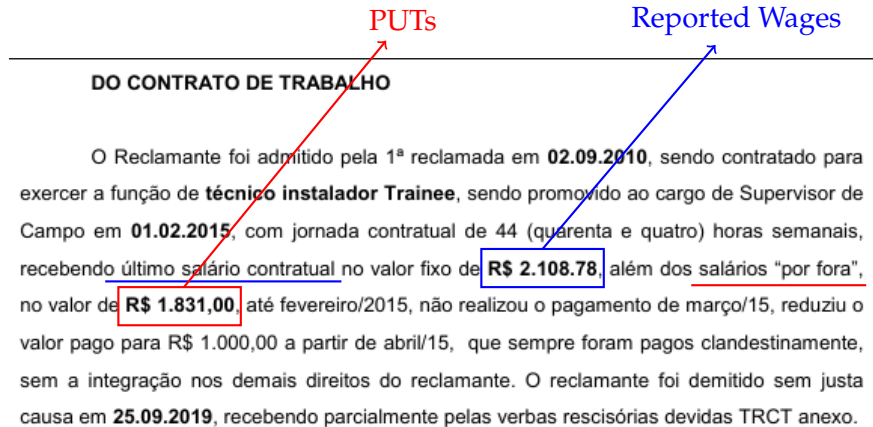 PUTs
Reported Wages
DO CONTRATO DE TRABALHO
O Reclamante foi admitido pela 1ª reclamada em 02.09.2010, sendo contratado para
exercer a função de técnico instalador Trainee, sendo promovido ao cargo de Supervisor de
Campo em 01.02.2015, com jornada contratual de 44 (quarenta e quatro) horas semanais,
recebendo último salário contratual no valor fixo de R$ 2.108.78, além dos salários “por fora”,
no valor de R$ 1.831,00, até fevereiro/2015, não realizou o pagamento de março/15, reduziu o
valor pago para R$ 1.000,00 a partir de abril/15, que sempre foram pagos clandestinamente,
sem a integração nos demais direitos do reclamante. O reclamante foi demitido sem justa
causa em 25.09.2019, recebendo parcialmente pelas verbas rescisórias devidas TRCT anexo.